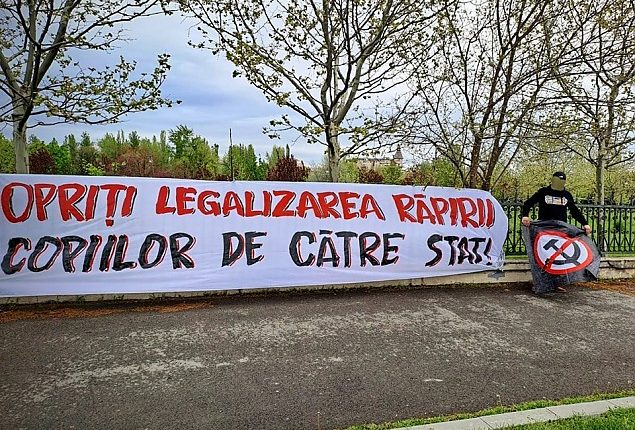 OPRIȚI LEGALIZAREA RĂPIRII
COPIILOR DE CĂTRE STAT!